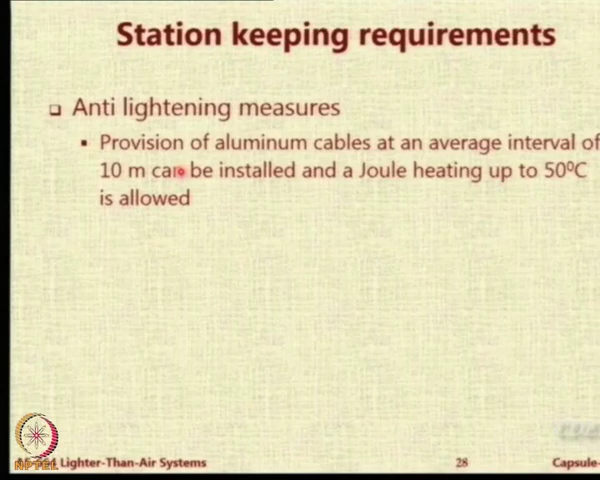 Station keeping requirements
Anti lightening measures
Provision of aluminum cables at an average interval of
10 m can be installed and a Joule heating up to 50⁰C
is allowed
Lighter-Than-Air Systems
28
Capsule-
NPTEL